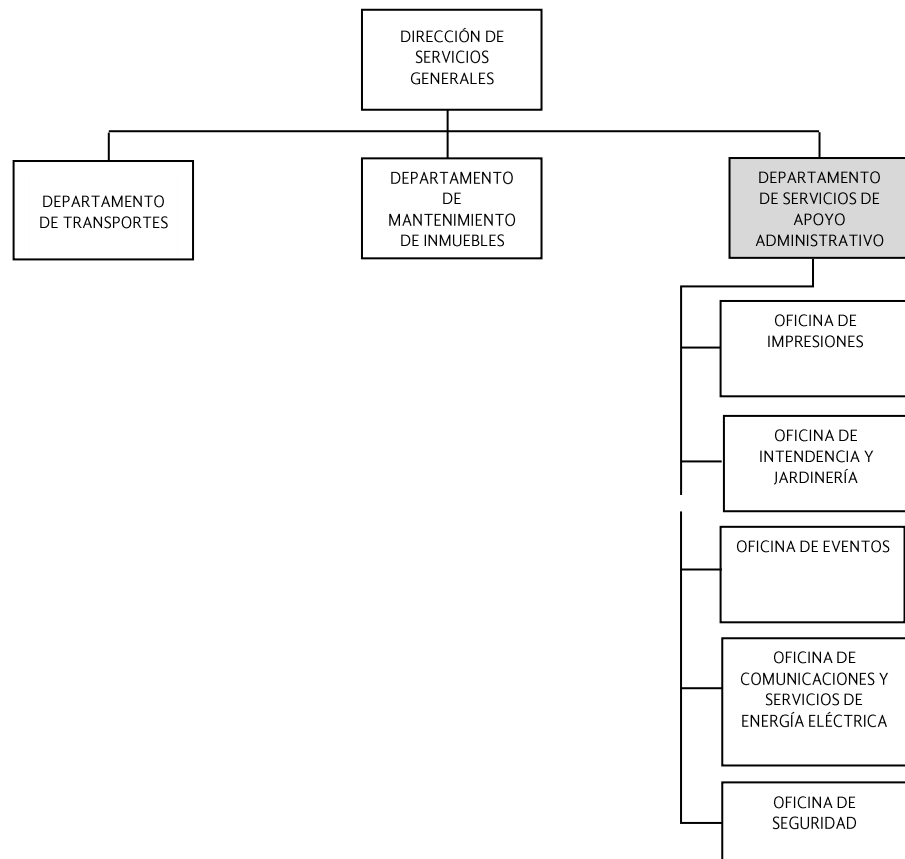 DIRECCIÓN DE
SERVICIOS
GENERALES
DEPARTAMENTO
DE TRANSPORTES
DEPARTAMENTO
DE
MANTENIMIENTO
DE INMUEBLES
DEPARTAMENTO
DE SERVICIOS DE
APOYO
ADMINISTRATIVO
OFICINA DE
IMPRESIONES
OFICINA DE
INTENDENCIA Y
JARDINERÍA
OFICINA DE EVENTOS
OFICINA DE
COMUNICACIONES Y
SERVICIOS DE
ENERGÍA ELÉCTRICA
OFICINA DE
SEGURIDAD